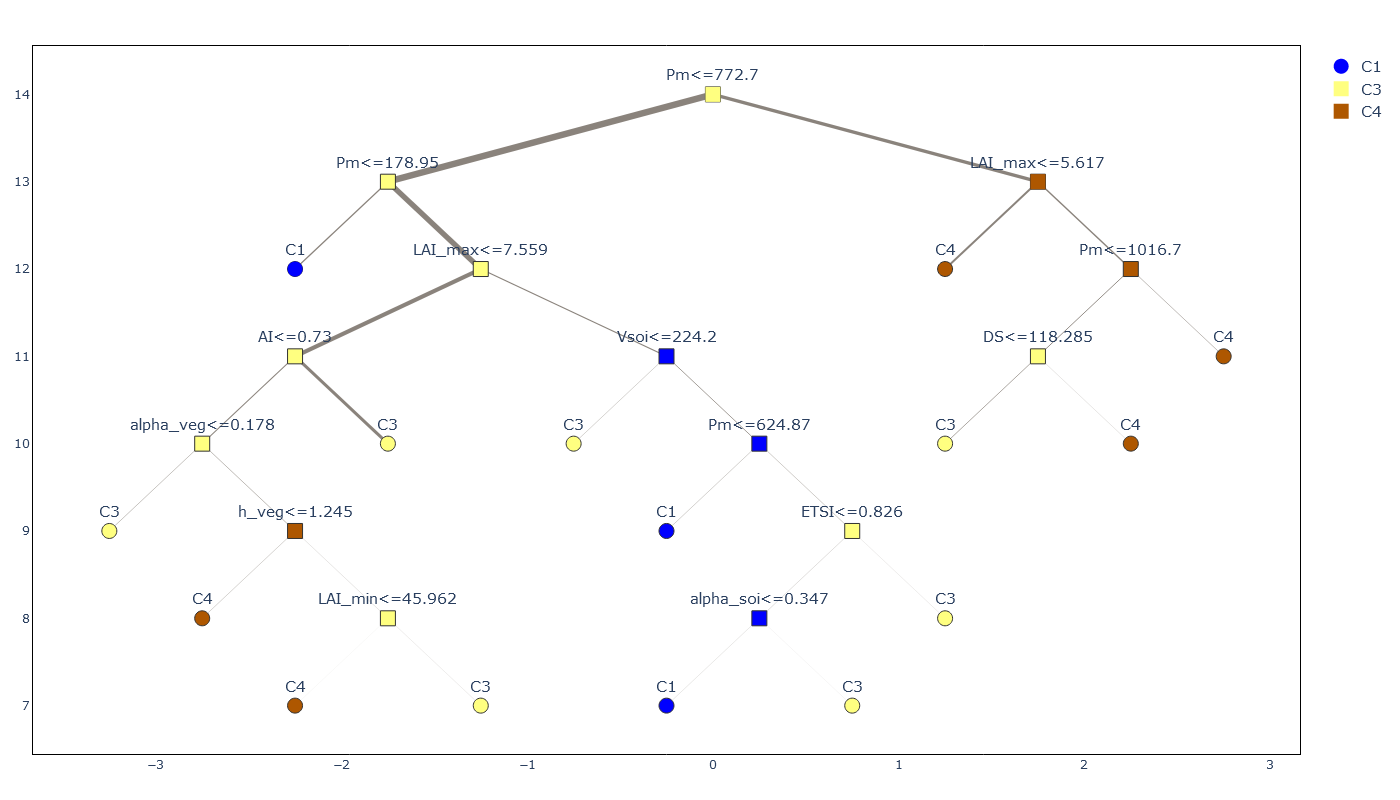 Pm<=772.7
C1
C3
C4
14
Pm<=178.95
LAI_max<=5.617
13
C1
LAI_max<=7.559
C4
Pm<=1016.7
12
AI<=0.73
Vsoi<=224.2
DS<=118.285
C4
11
alpha_veg<=0.178
C3
C3
Pm<=624.87
C3
C4
10
C3
h_veg<=1.245
C1
ETSI<=0.826
9
C4
LAI_min<=45.962
alpha_soi<=0.347
C3
8
C4
C3
C1
C3
7
−3
−2
−1
0
1
2
3